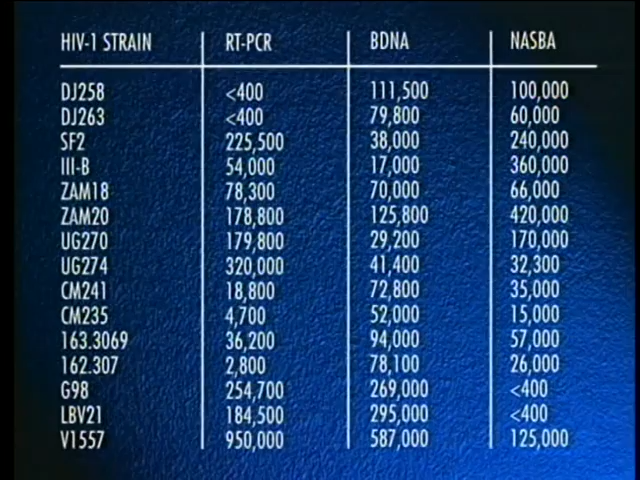 HIV-1 STRAIN RT-PCR BDNA NASBA
DJ258 <400 111,500 100,000
DJ263 <400 79,800 60,000
SF2 225,500 38,000 240,000
III-B 54,000 17,000 360,000
ZAM18 78,300 70,000 66,000
ZAM20 178,800 125,800 420,000
UG270 179,800 29,200 170,000
UG274 320,000 41,400 32,300
CM241 18,800 72,800 35,000
CM235 4,700 52,000 15,000
163.3069 36,200 94,000 57,000
162.307 2,800 78,100 26,000
G98 254,700 269,000 <400
LBV21 184,500 295,000 <400
V1557 950,000 587,000 125,000